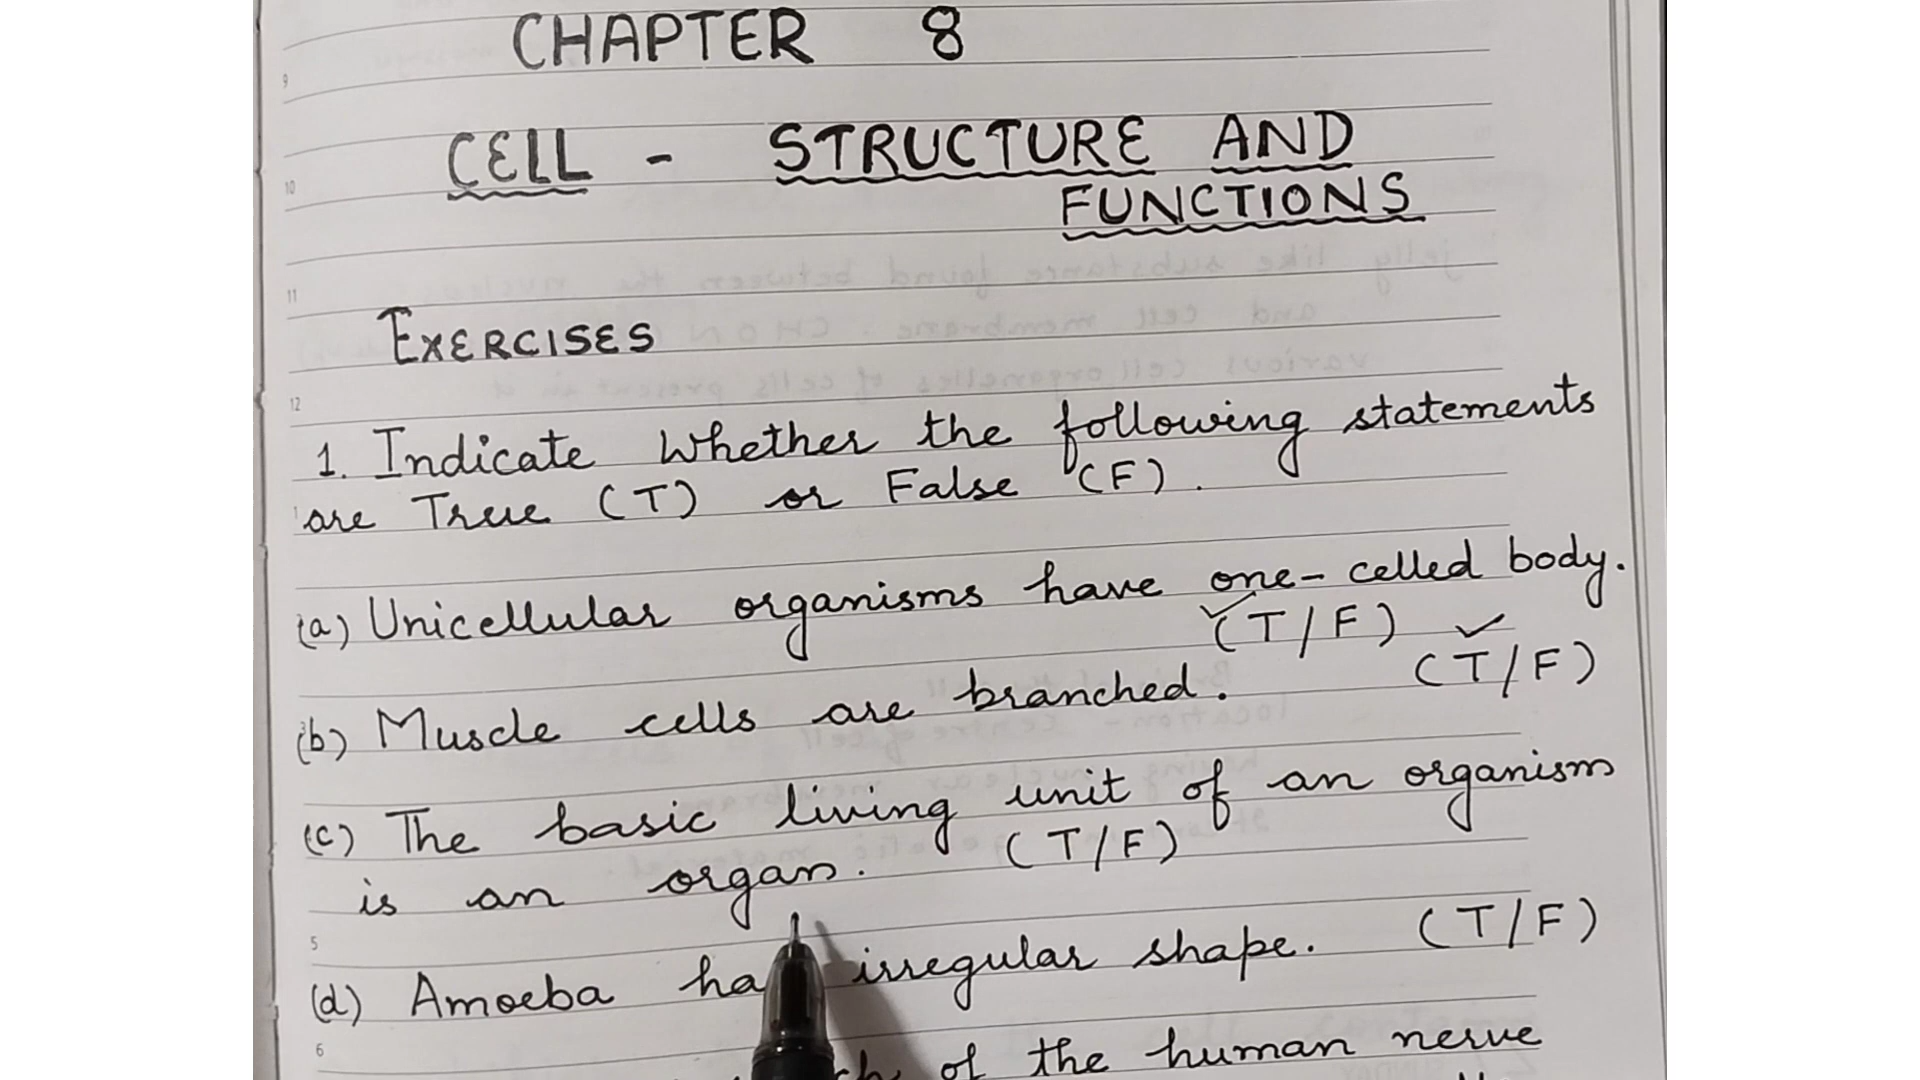 CHAPTER 8
CELL - STRUCTURE AND
FUNCTIONS
EXERCISES
1. Indicate Whether the following statements
are True (T) or False (F).
(a) Unicellular organisms have one-celled body.
(T/F)
(b) Muscle cells are branched. (T/F)
(c) The basic living unit of an organism
is an organ. (T/F)
(d) Amoeba ha irregular shape. (T/F)
of the human nerve